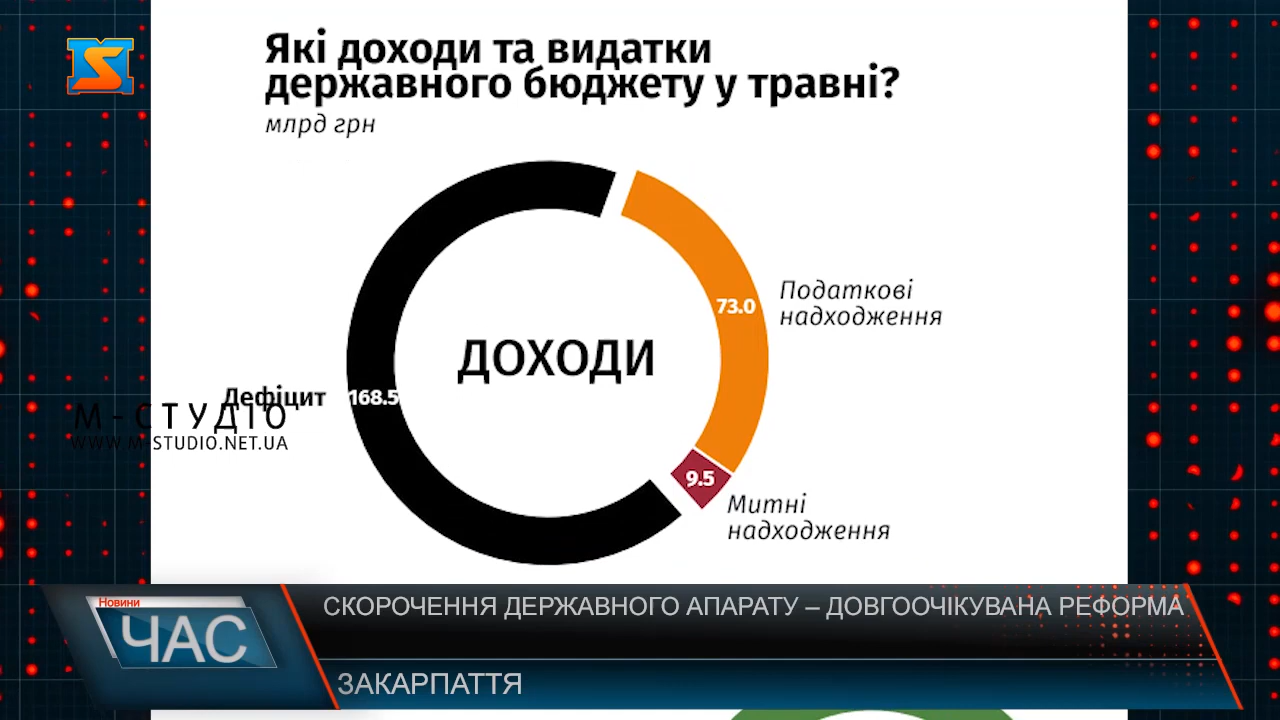 Які доходи та видатки
державного бюджету у травні?
млрд грн
73.0
Податкові
надходження
ДОХОДИ
Дефіцит 168.5
М-СТУДІО
WWW.M-STUDIO.NET.UA
9.5
Митні
надходження
Новини
ЧАС
СКОРОЧЕННЯ ДЕРЖАВНОГО АПАРАТУ – ДОВГООЧІКУВАНА РЕФОРМА
ЗАКАРПАТТЯ